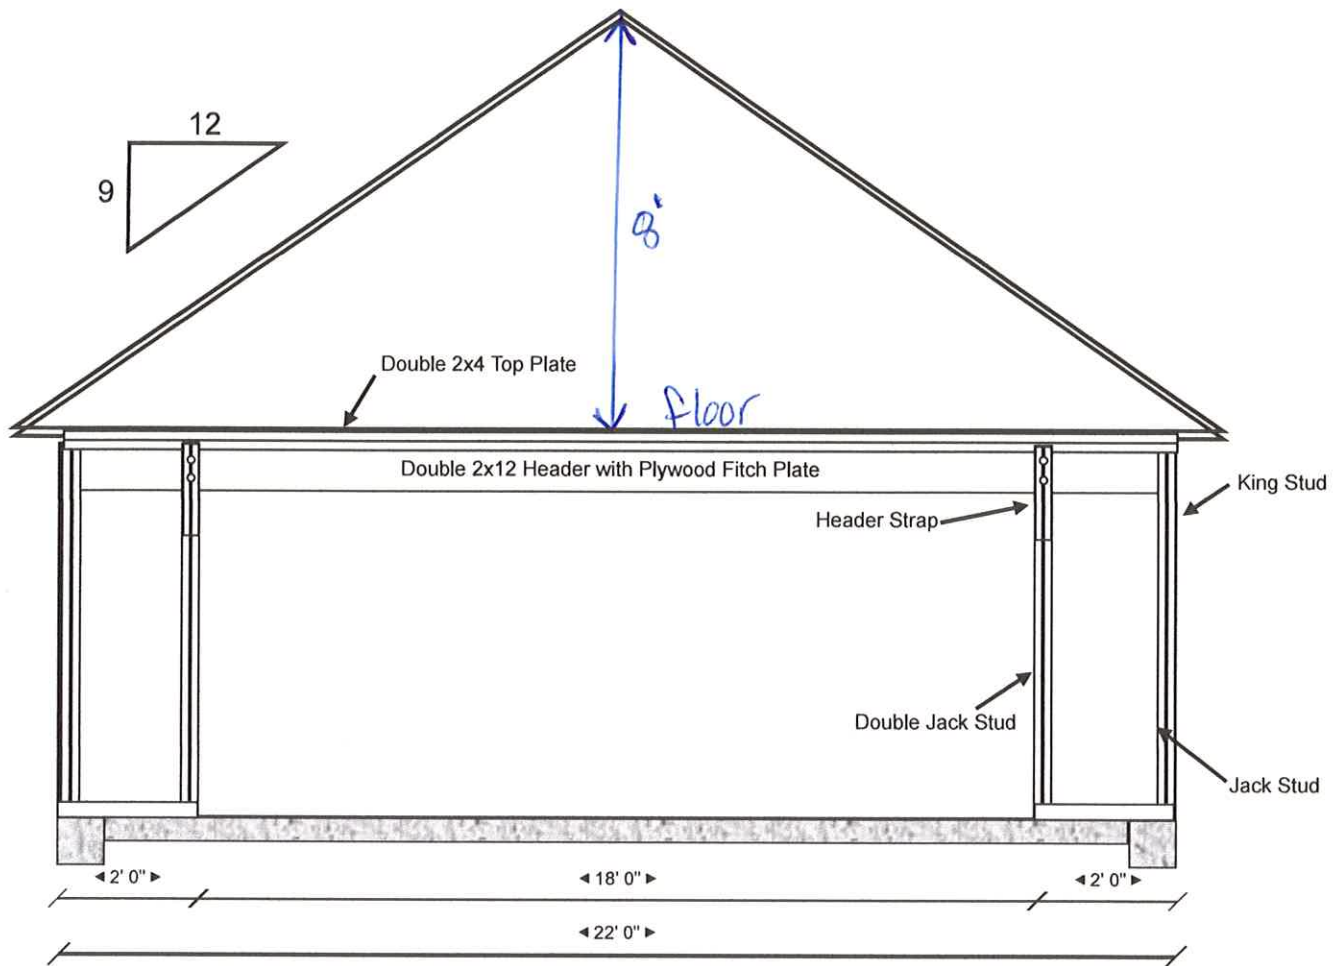 12
9
8'
Double 2x4 Top Plate
floor
Double 2x12 Header with Plywood Fitch Plate
King Stud
Header Strap
Double Jack Stud
Jack Stud
2' 0"
18' 0"
2' 0"
22' 0"